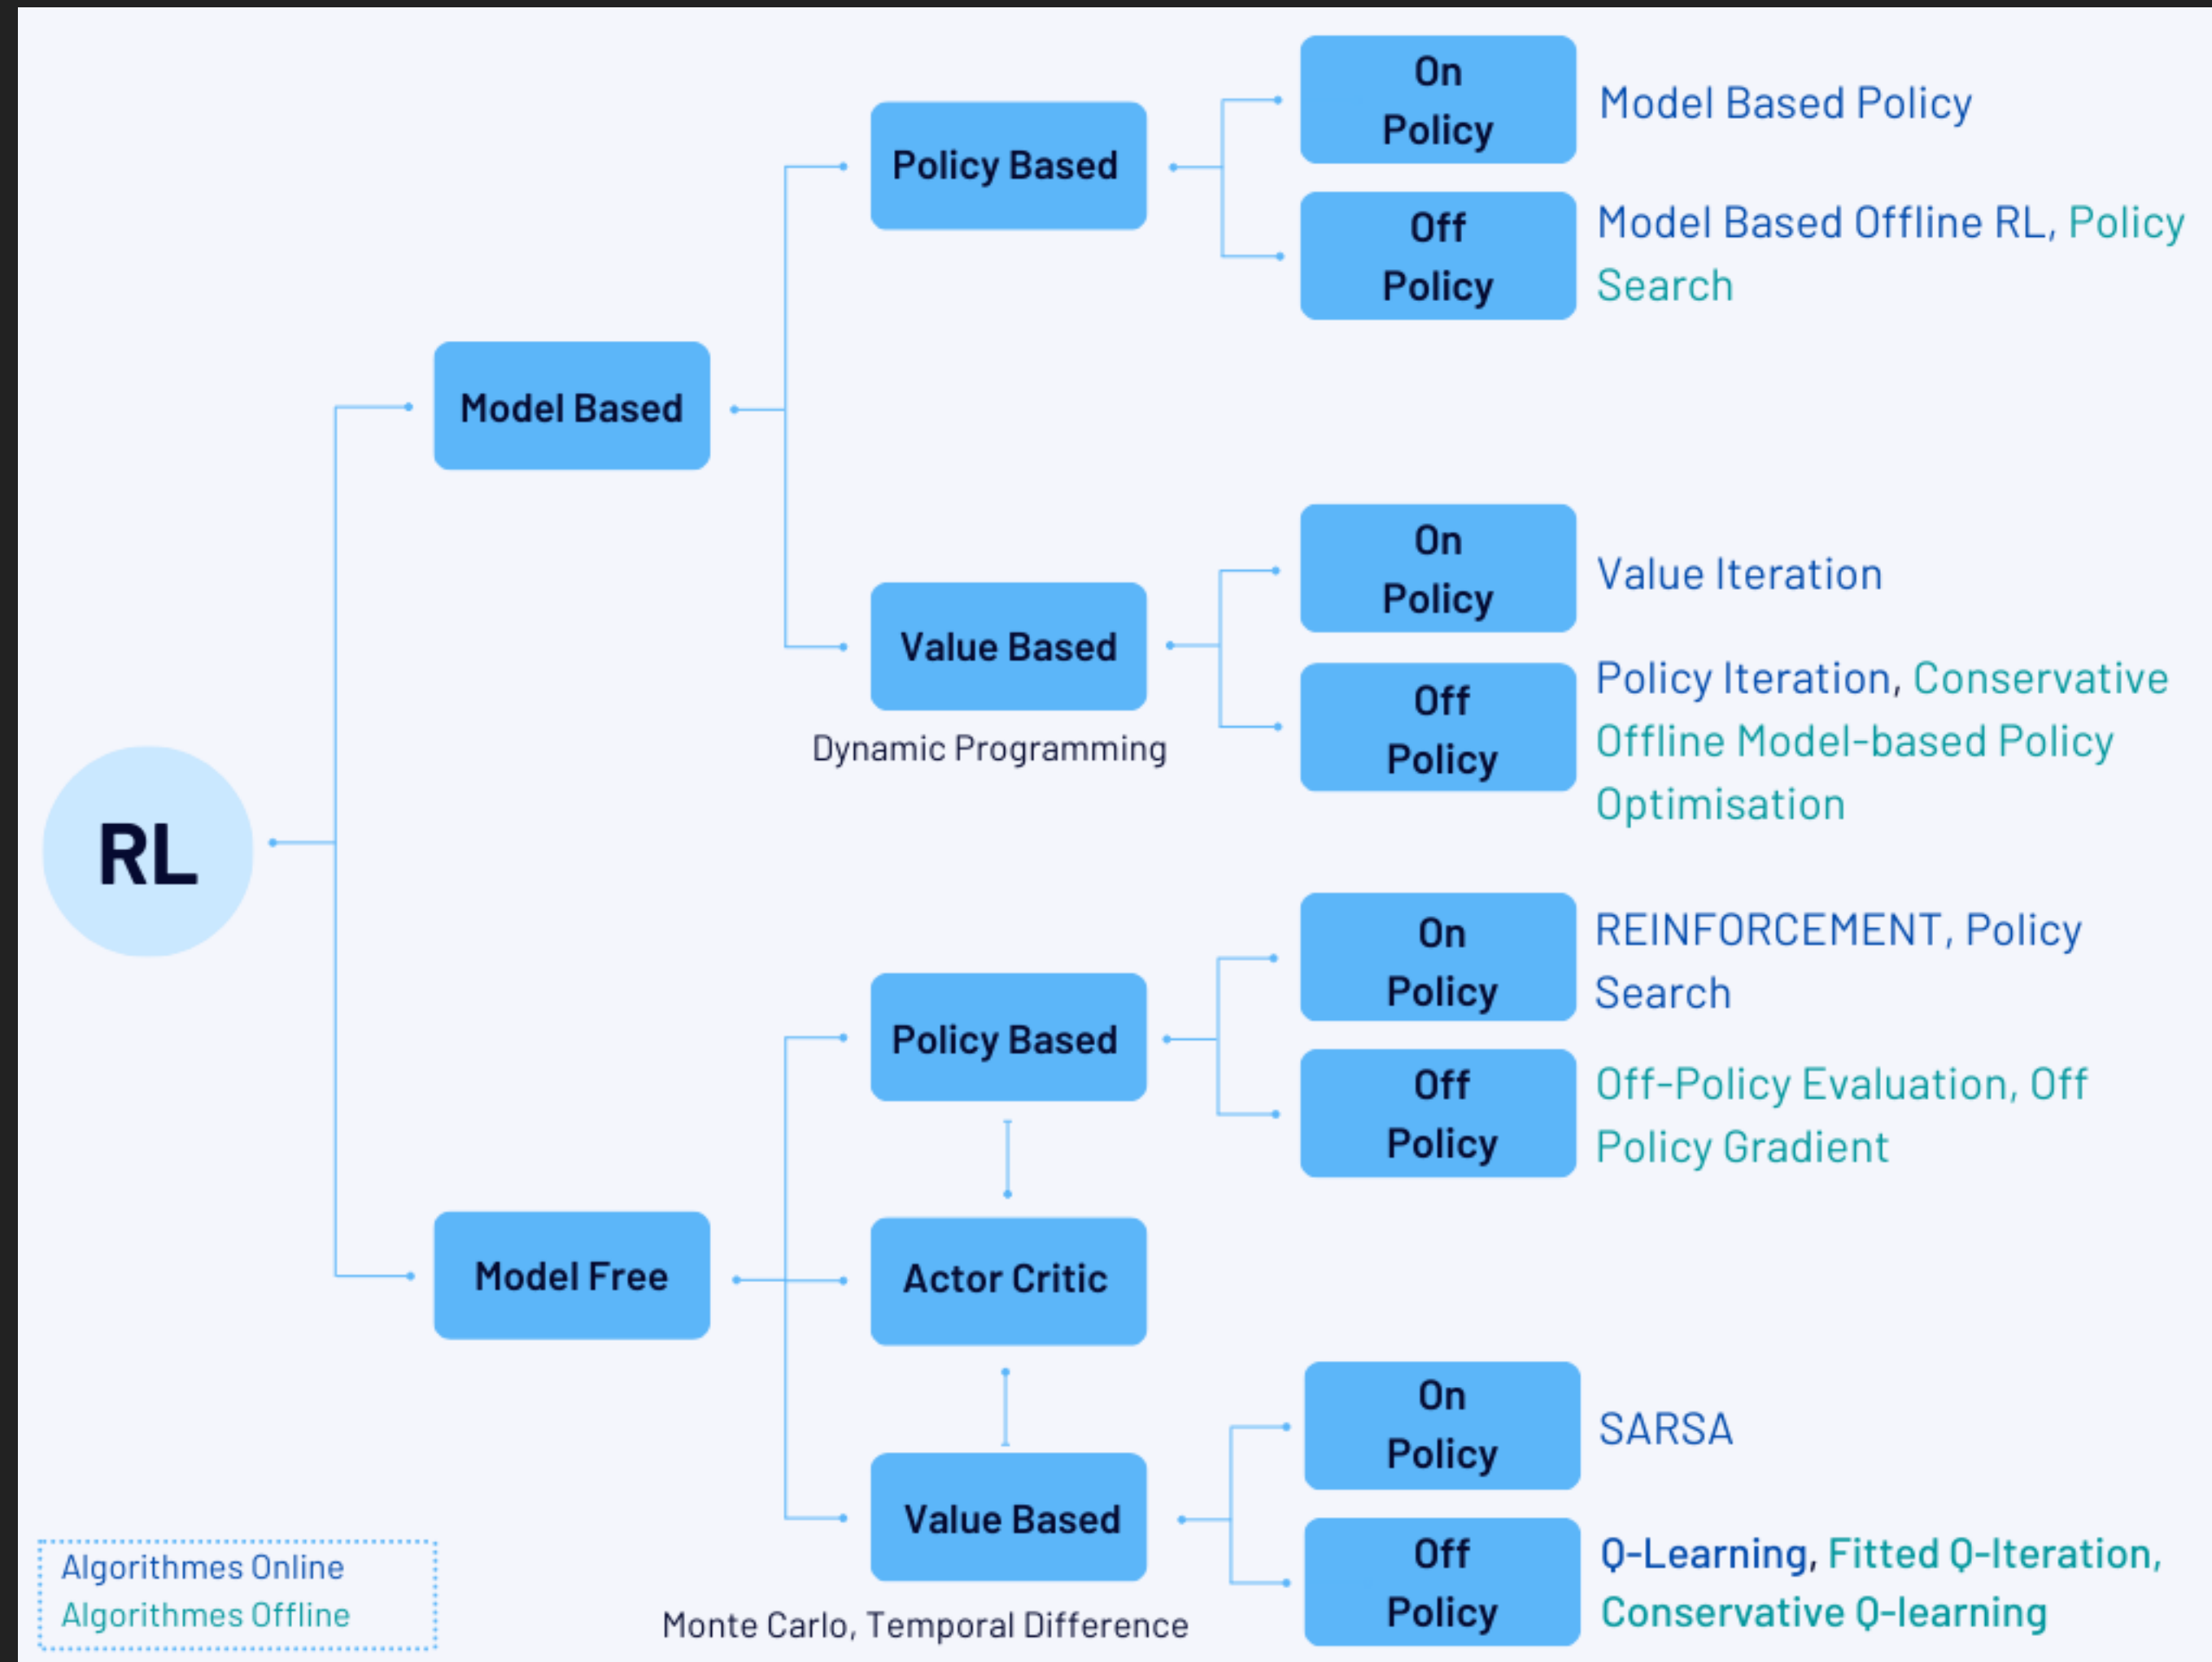 On
Policy
Model Based Policy
Policy Based
Off
Policy
Model Based Offline RL, Policy
Search
Model Based
On
Policy
Value Iteration
Value Based
Dynamic Programming
Off
Policy
Policy Iteration, Conservative
Offline Model-based Policy
Optimisation
RL
On
Policy
REINFORCEMENT, Policy
Search
Policy Based
Off
Policy
Off-Policy Evaluation, Off
Policy Gradient
Model Free
Actor Critic
On
Policy
SARSA
Value Based
Monte Carlo, Temporal Difference
Off
Policy
Q-Learning, Fitted Q-Iteration,
Conservative Q-learning
Algorithmes Online
Algorithmes Offline